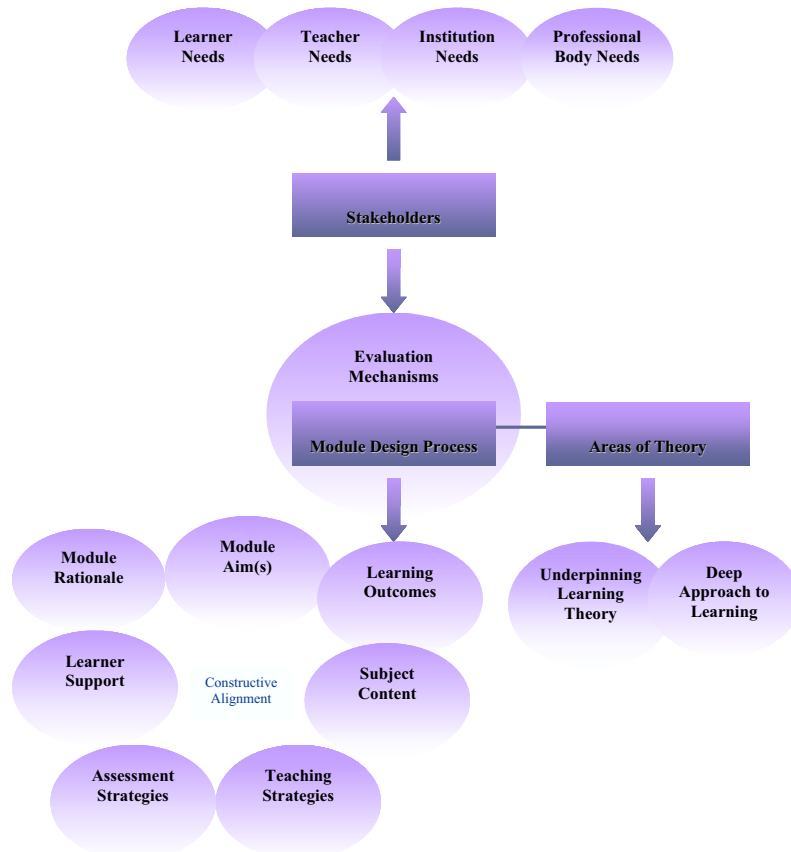 Learner
Needs
Teacher
Needs
Institution
Needs
Professional
Body Needs
Stakeholders
Evaluation
Mechanisms
Module Design Process
Areas of Theory
Module
Rationale
Module
Aim(s)
Learning
Outcomes
Underpinning
Learning
Theory
Deep
Approach to
Learning
Learner
Support
Constructive
Alignment
Subject
Content
Assessment
Strategies
Teaching
Strategies